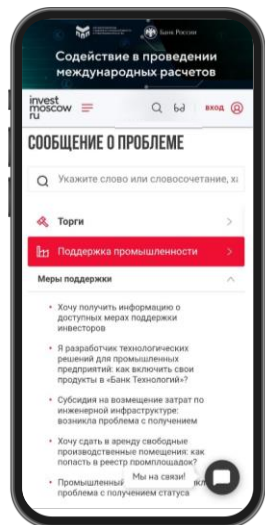 Банк России
Содействие в проведении
международных расчетов
invest
moscow
ru
вход
СООБЩЕНИЕ О ПРОБЛЕМЕ
Укажите слово или словосочетание, ха
Торги
Поддержка промышленности
Меры поддержки
• Хочу получить информацию о
доступных мерах поддержки
инвесторов
• Я разработчик технологических
решений для промышленных
предприятий: как включить свои
продукты в «Банк Технологий»?
• Субсидия на возмещение затрат по
инженерной инфраструктуре:
возникла проблема с получением
• Хочу сдать в аренду свободные
производственные помещения: как
попасть в реестр промплощадок?
• Промышленный
Мы на связи!
проблема с получением статуса